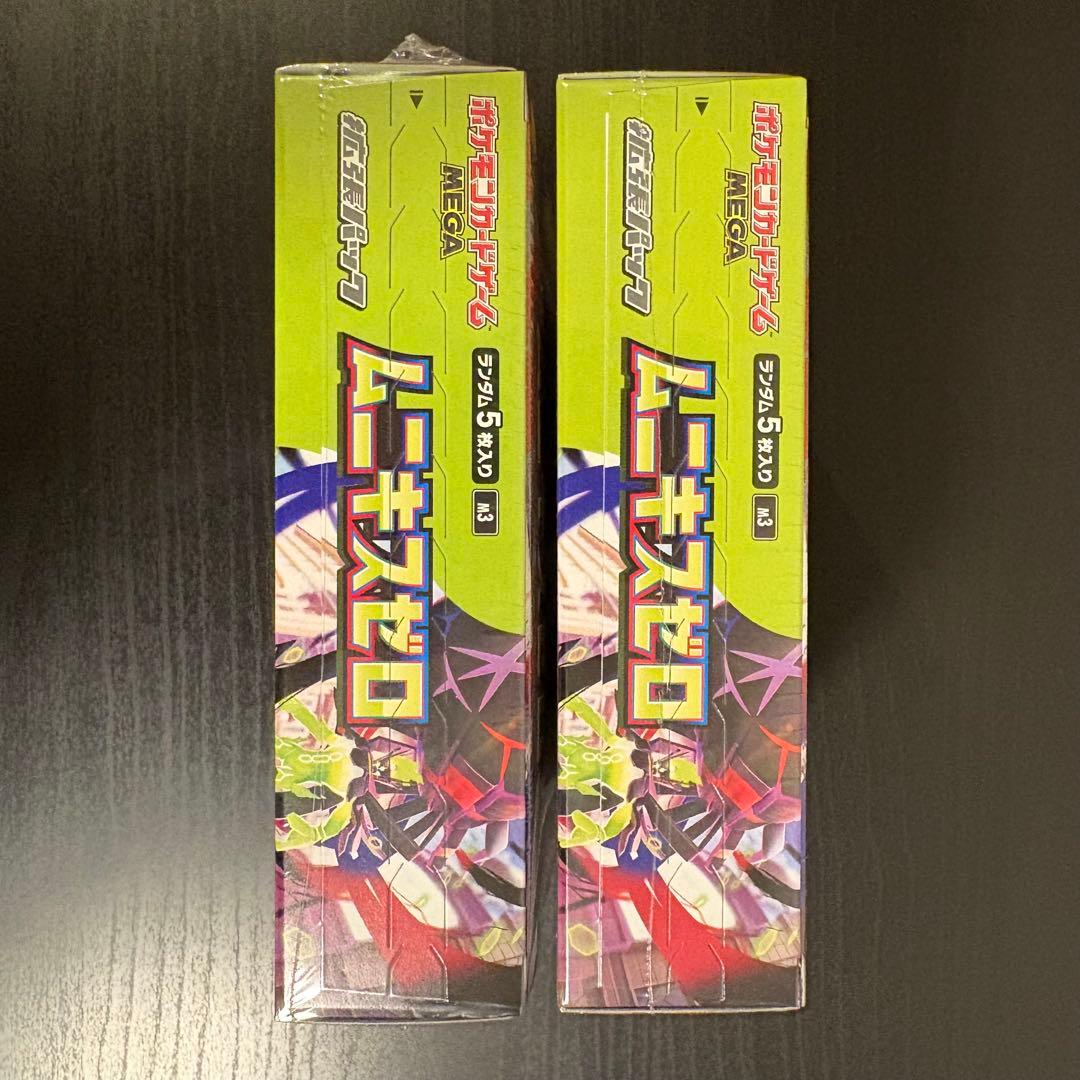 ポケモンカードゲーム
MEGA
拡張パック
ムニキスゼロ
ランダム5枚入り
M3
ポケモンカードゲーム
MEGA
拡張パック
ムニキスゼロ
ランダム5枚入り
M3